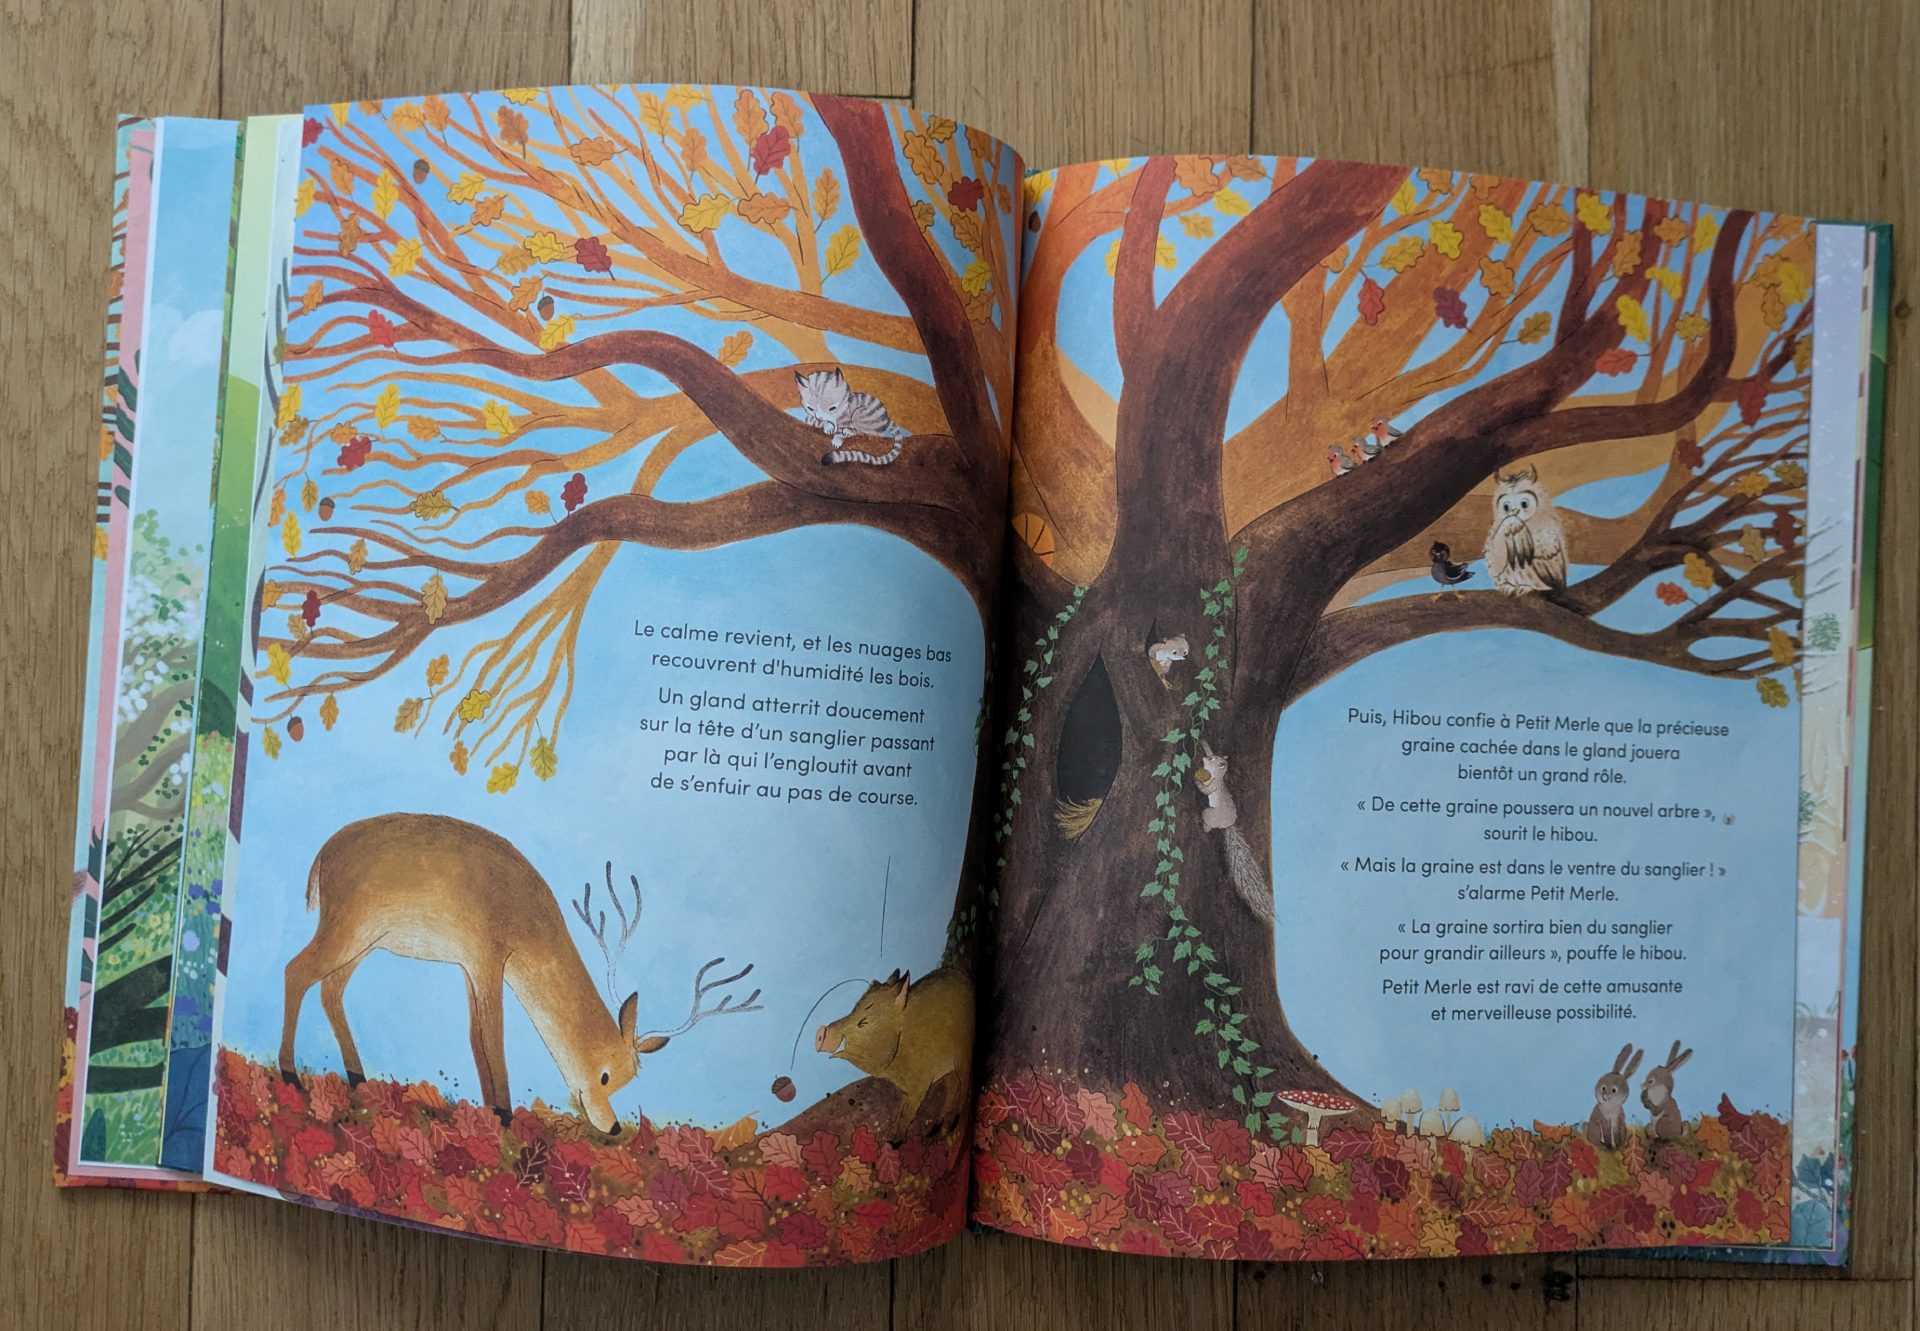 Le calme revient, et les nuages bas
recouvrent d'humidité les bois.
Un gland atterrit doucement
sur la tête d'un sanglier passant
par là qui l'engloutit avant
de s'enfuir au pas de course.
Puis, Hibou confie à Petit Merle que la précieuse
graine cachée dans le gland jouera
bientôt un grand rôle.
« De cette graine poussera un nouvel arbre »,
sourit le hibou.
« Mais la graine est dans le ventre du sanglier ! »
s'alarme Petit Merle.
« La graine sortira bien du sanglier
pour grandir ailleurs », pouffe le hibou.
Petit Merle est ravi de cette amusante
et merveilleuse possibilité.